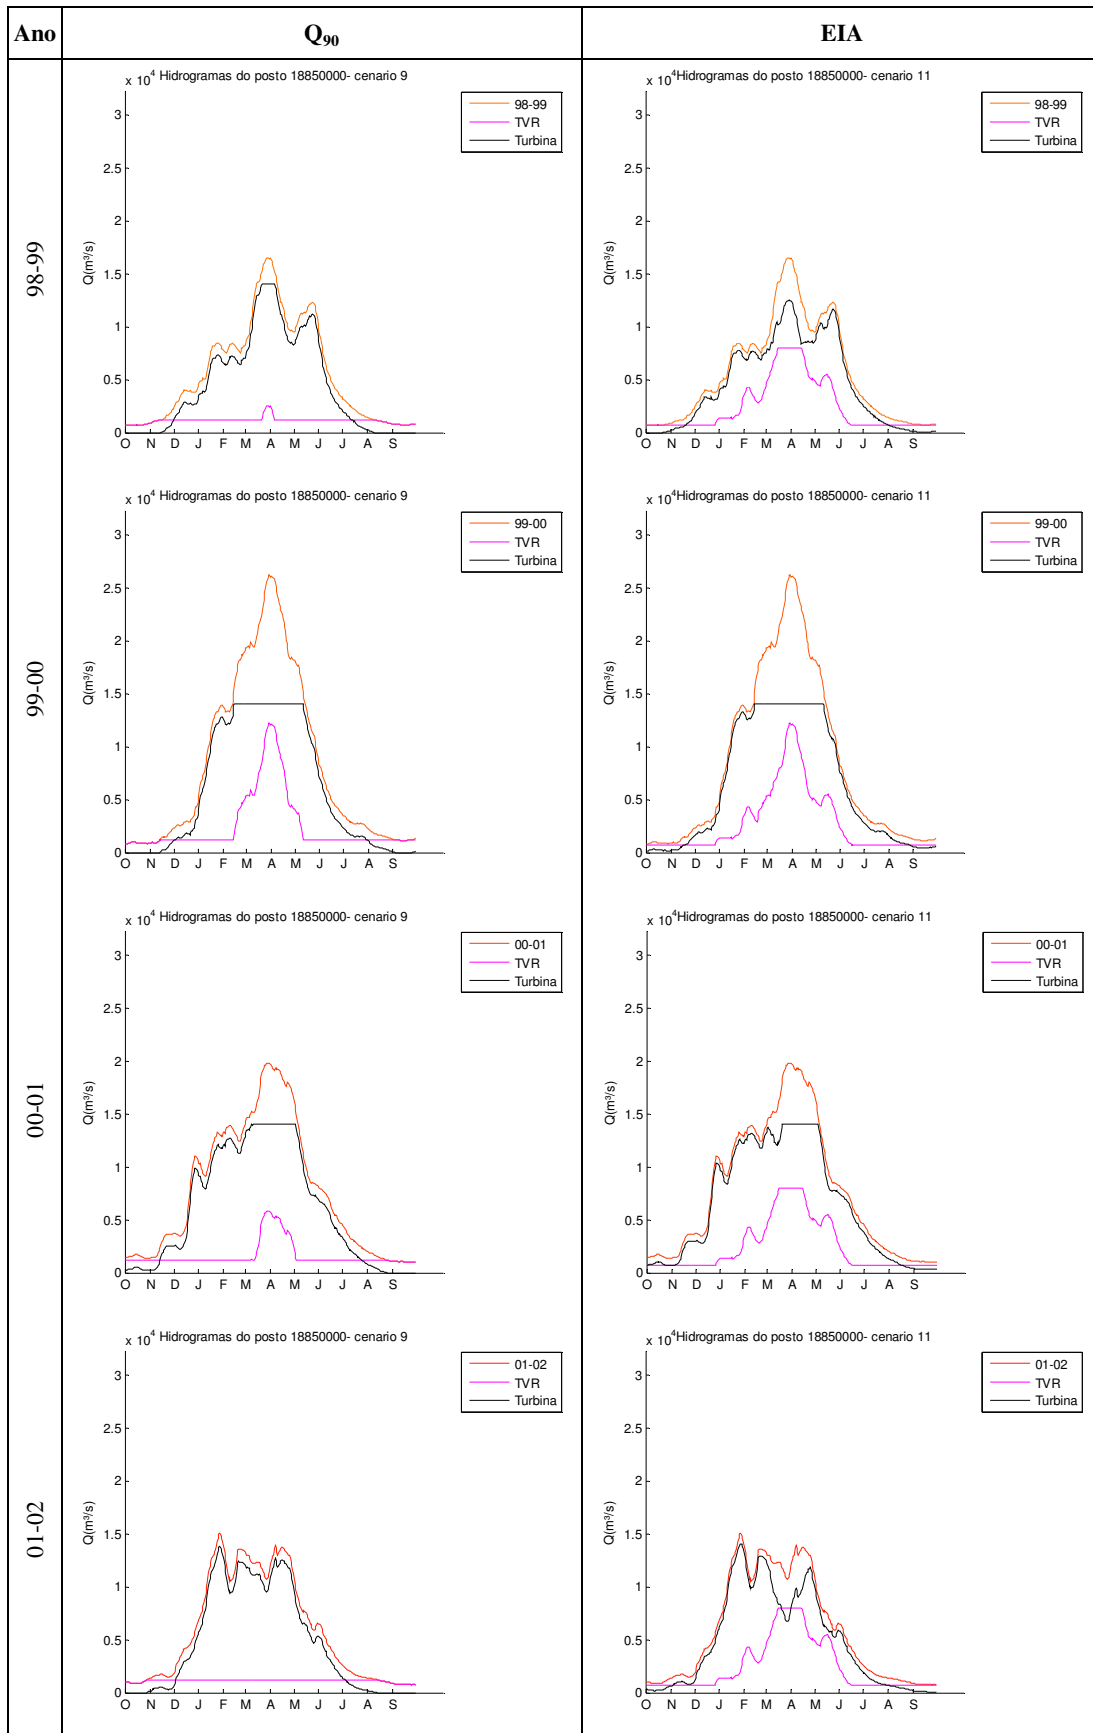 Ano Q90 EIA
98-99
x 10^4 Hidrogramas do posto 18850000- cenario 9
3
2.5
2
1.5
1
0.5
0
Q(m³/s)
O N D J F M A M J J A S
98-99
TVR
Turbina
x 10^4 Hidrogramas do posto 18850000- cenario 11
3
2.5
2
1.5
1
0.5
0
Q(m³/s)
O N D J F M A M J J A S
98-99
TVR
Turbina
99-00
x 10^4 Hidrogramas do posto 18850000- cenario 9
3
2.5
2
1.5
1
0.5
0
Q(m³/s)
O N D J F M A M J J A S
99-00
TVR
Turbina
x 10^4 Hidrogramas do posto 18850000- cenario 11
3
2.5
2
1.5
1
0.5
0
Q(m³/s)
O N D J F M A M J J A S
99-00
TVR
Turbina
00-01
x 10^4 Hidrogramas do posto 18850000- cenario 9
3
2.5
2
1.5
1
0.5
0
Q(m³/s)
O N D J F M A M J J A S
00-01
TVR
Turbina
x 10^4 Hidrogramas do posto 18850000- cenario 11
3
2.5
2
1.5
1
0.5
0
Q(m³/s)
O N D J F M A M J J A S
00-01
TVR
Turbina
01-02
x 10^4 Hidrogramas do posto 18850000- cenario 9
3
2.5
2
1.5
1
0.5
0
Q(m³/s)
O N D J F M A M J J A S
01-02
TVR
Turbina
x 10^4 Hidrogramas do posto 18850000- cenario 11
3
2.5
2
1.5
1
0.5
0
Q(m³/s)
O N D J F M A M J J A S
01-02
TVR
Turbina